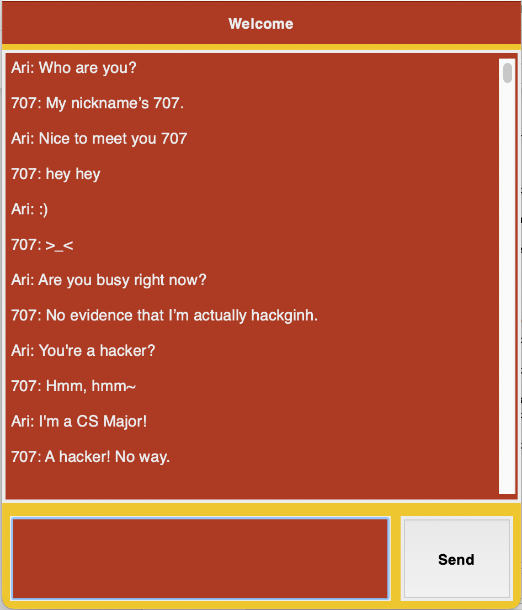 Welcome
Ari: Who are you?
707: My nickname's 707.
Ari: Nice to meet you 707
707: hey hey
Ari: :)
707: >_<
Ari: Are you busy right now?
707: No evidence that I'm actually hackginh.
Ari: You're a hacker?
707: Hmm, hmm~
Ari: I'm a CS Major!
707: A hacker! No way.
Send